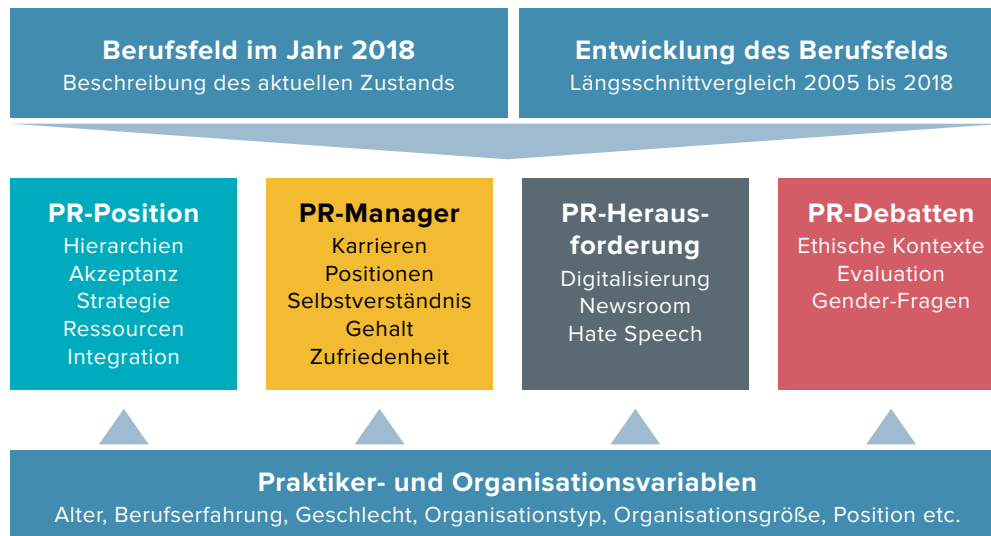 Berufsfeld im Jahr 2018
Beschreibung des aktuellen Zustands
Entwicklung des Berufsfelds
Längsschnittvergleich 2005 bis 2018
PR-Position
Hierarchien
Akzeptanz
Strategie
Ressourcen
Integration
PR-Manager
Karrieren
Positionen
Selbstverständnis
Gehalt
Zufriedenheit
PR-Heraus-
forderung
Digitalisierung
Newsroom
Hate Speech
PR-Debatten
Ethische Kontexte
Evaluation
Gender-Fragen
Praktiker- und Organisationsvariablen
Alter, Berufserfahrung, Geschlecht, Organisationstyp, Organisationsgröße, Position etc.